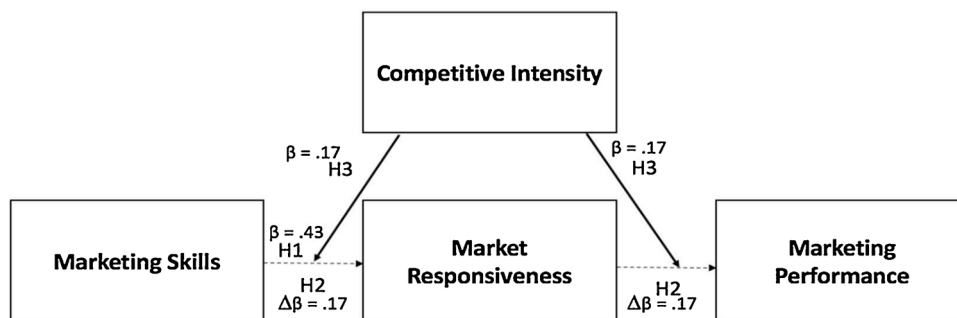 Competitive Intensity
β = .17
H3
β = .17
H3
Marketing Skills
β = .43
H1
H2
Δβ = .17
Market
Responsiveness
H2
Δβ = .17
Marketing
Performance